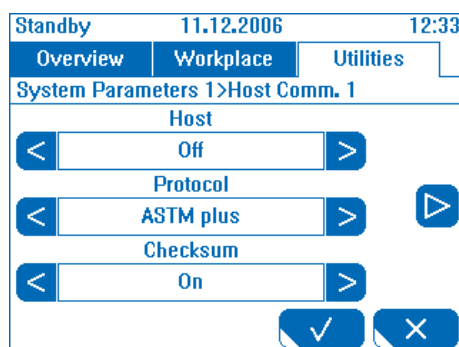 Standby 11.12.2006 12:33
Overview Workplace Utilities
System Parameters 1>Host Comm. 1
Host
< Off >
Protocol
< ASTM plus >
Checksum
< On >